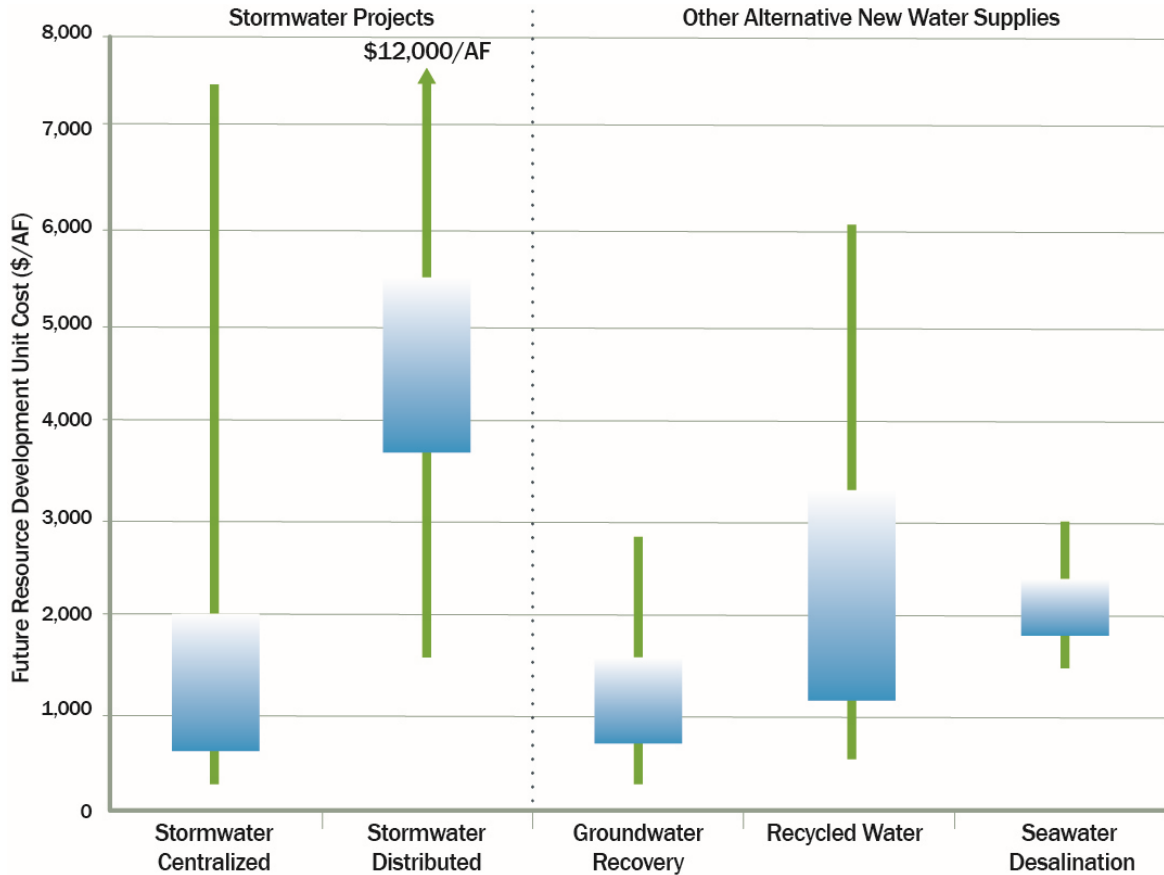 Stormwater Projects
Other Alternative New Water Supplies
$12,000/AF
Future Resource Development Unit Cost ($/AF)
8,000
7,000
6,000
5,000
4,000
3,000
2,000
1,000
0
Stormwater
Centralized
Stormwater
Distributed
Groundwater
Recovery
Recycled Water
Seawater
Desalination